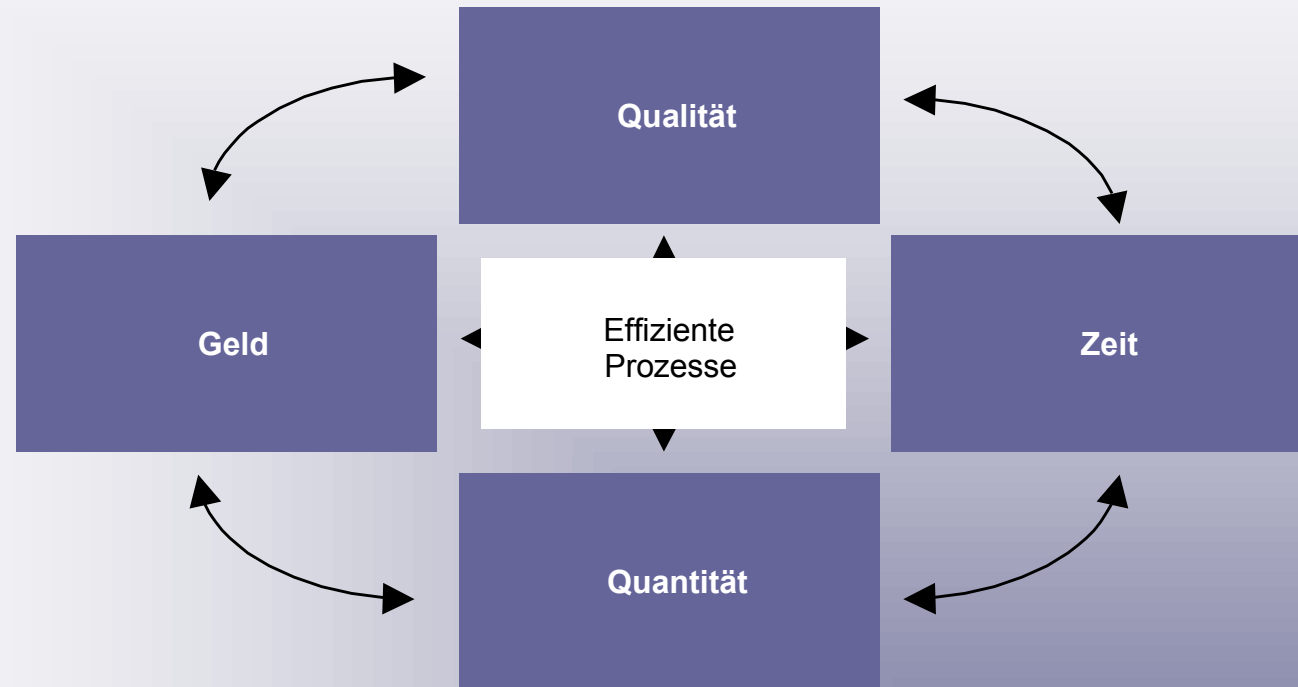 Qualität
Geld
Effiziente
Prozesse
Zeit
Quantität